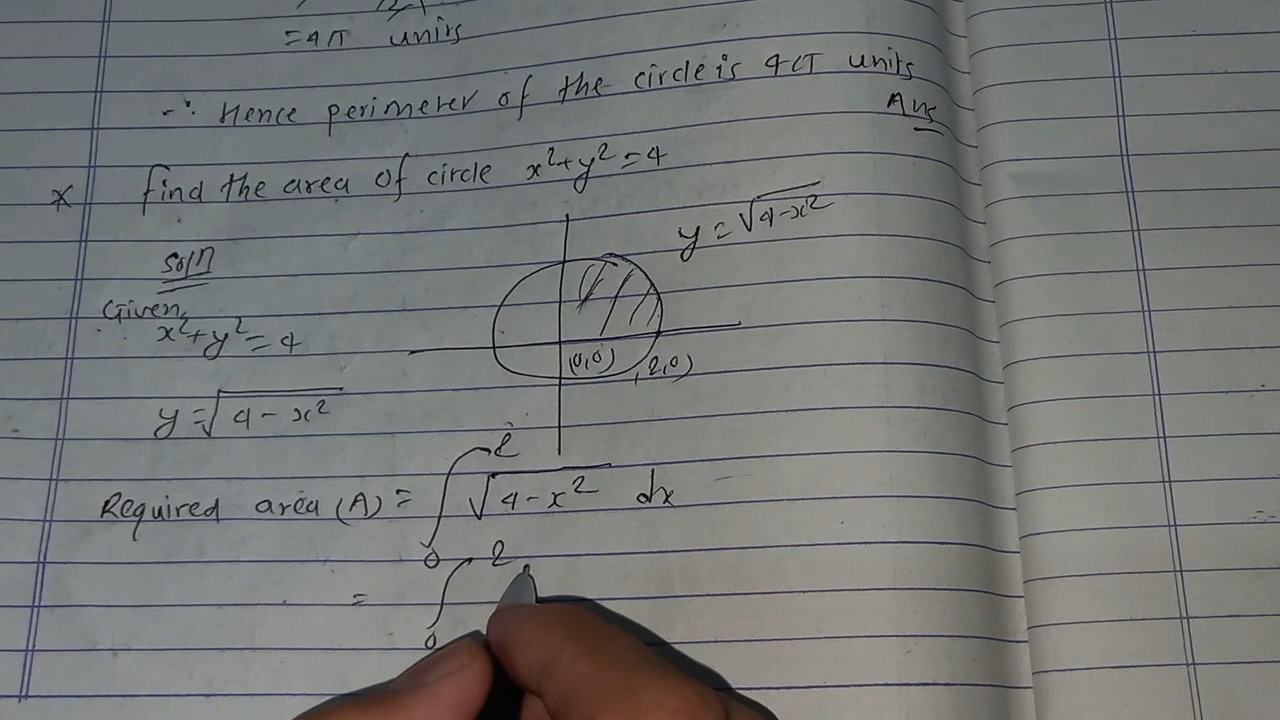 =4π units
∴ Hence perimeter of the circle is 4π units
Ans
* find the area of circle x²+y²=4
y=√4-x²
Soln
Given,
x²+y²=4
(0,0) (2,0)
y=√4-x²
Required area (A) = ∫₀² √4-x² dx
= ∫₀²